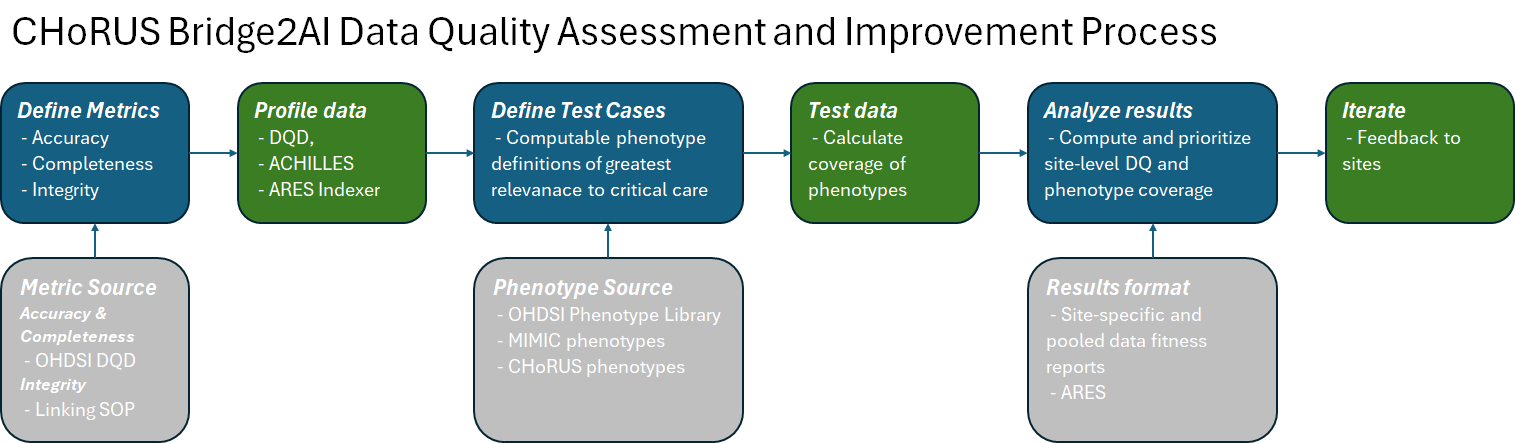 CHoRUS Bridge2AI Data Quality Assessment and Improvement Process
Define Metrics
- Accuracy
- Completeness
- Integrity
Profile data
- DQD,
- ACHILLES
- ARES Indexer
Define Test Cases
- Computable phenotype
definitions of greatest
relevanace to critical care
Test data
- Calculate
coverage of
phenotypes
Analyze results
- Compute and prioritize
site-level DQ and
phenotype coverage
Iterate
- Feedback to
sites
Metric Source
Accuracy &
Completeness
- OHDSI DQD
Integrity
- Linking SOP
Phenotype Source
- OHDSI Phenotype Library
- MIMIC phenotypes
- CHoRUS phenotypes
Results format
- Site-specific and
pooled data fitness
reports
- ARES